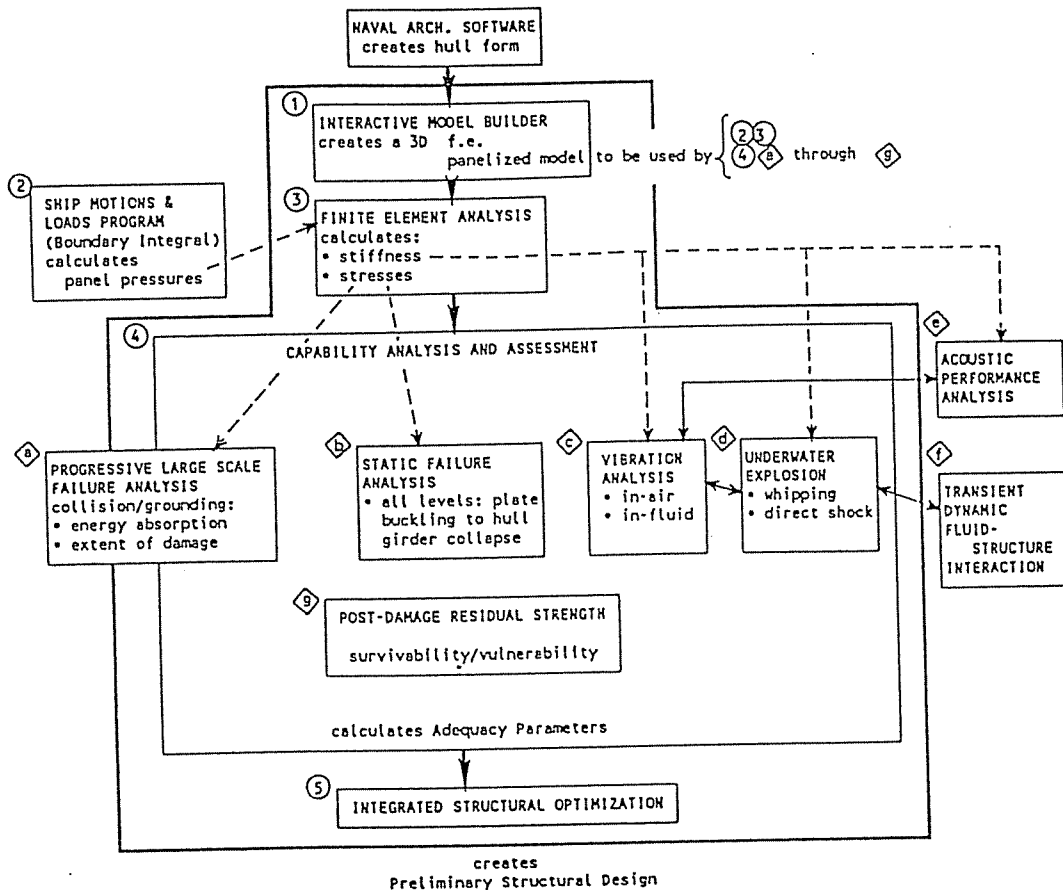 NAVAL ARCH. SOFTWARE
creates hull form
1
INTERACTIVE MODEL BUILDER
creates a 3D f.e.
panelized model to be used by
2 3
4 a through g
2
SHIP MOTIONS &
LOADS PROGRAM
(Boundary Integral)
calculates
panel pressures
3
FINITE ELEMENT ANALYSIS
calculates:
• stiffness
• stresses
4
CAPABILITY ANALYSIS AND ASSESSMENT
e
ACOUSTIC
PERFORMANCE
ANALYSIS
a
PROGRESSIVE LARGE SCALE
FAILURE ANALYSIS
collision/grounding:
• energy absorption
• extent of damage
b
STATIC FAILURE
ANALYSIS
• all levels: plate
buckling to hull
girder collapse
c
VIBRATION
ANALYSIS
• in-air
• in-fluid
d
UNDERWATER
EXPLOSION
• whipping
• direct shock
f
TRANSIENT
DYNAMIC
FLUID-
STRUCTURE
INTERACTION
g
POST-DAMAGE RESIDUAL STRENGTH
survivability/vulnerability
calculates Adequacy Parameters
5
INTEGRATED STRUCTURAL OPTIMIZATION
creates
Preliminary Structural Design